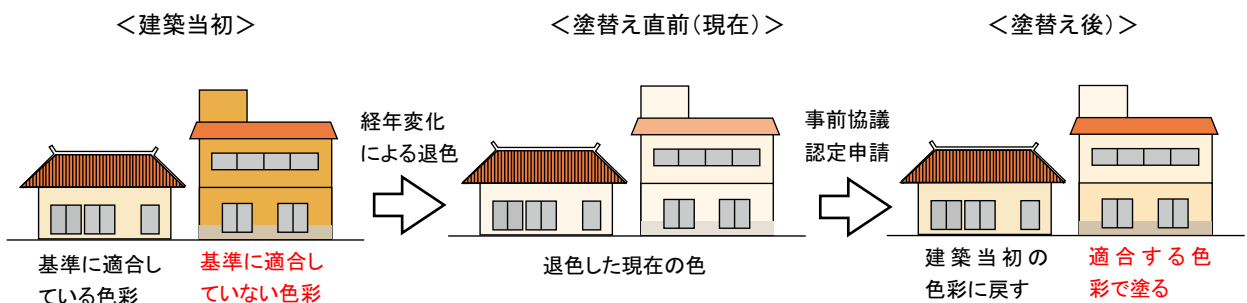 <建築当初>
<塗替え直前(現在)>
<塗替え後)>
経年変化
による退色
事前協議
認定申請
基準に適合し
ている色彩
基準に適合し
ていない色彩
退色した現在の色
建築当初の
色彩に戻す
適合する色
彩で塗る